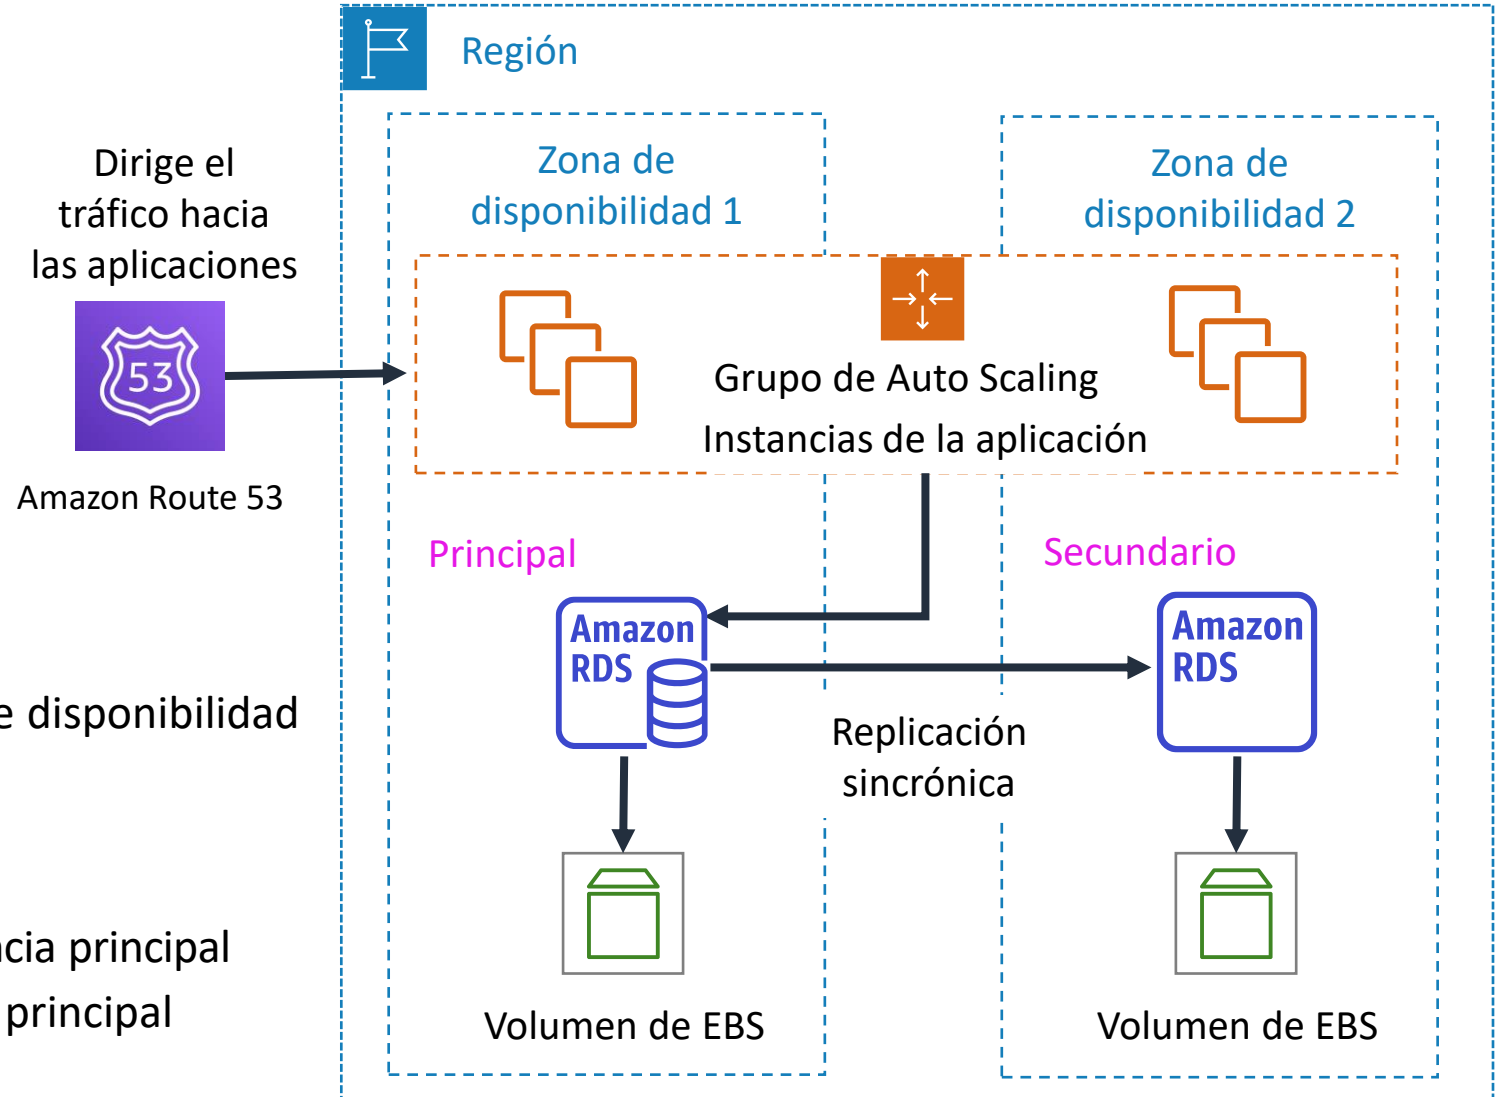 Región
Dirige el
tráfico hacia
las aplicaciones
53
Amazon Route 53
Zona de
disponibilidad 1
Zona de
disponibilidad 2
Grupo de Auto Scaling
Instancias de la aplicación
Principal
Secundario
Amazon
RDS
Amazon
RDS
Replicación
sincrónica
Volumen de EBS
Volumen de EBS
disponibilidad
principal
principal